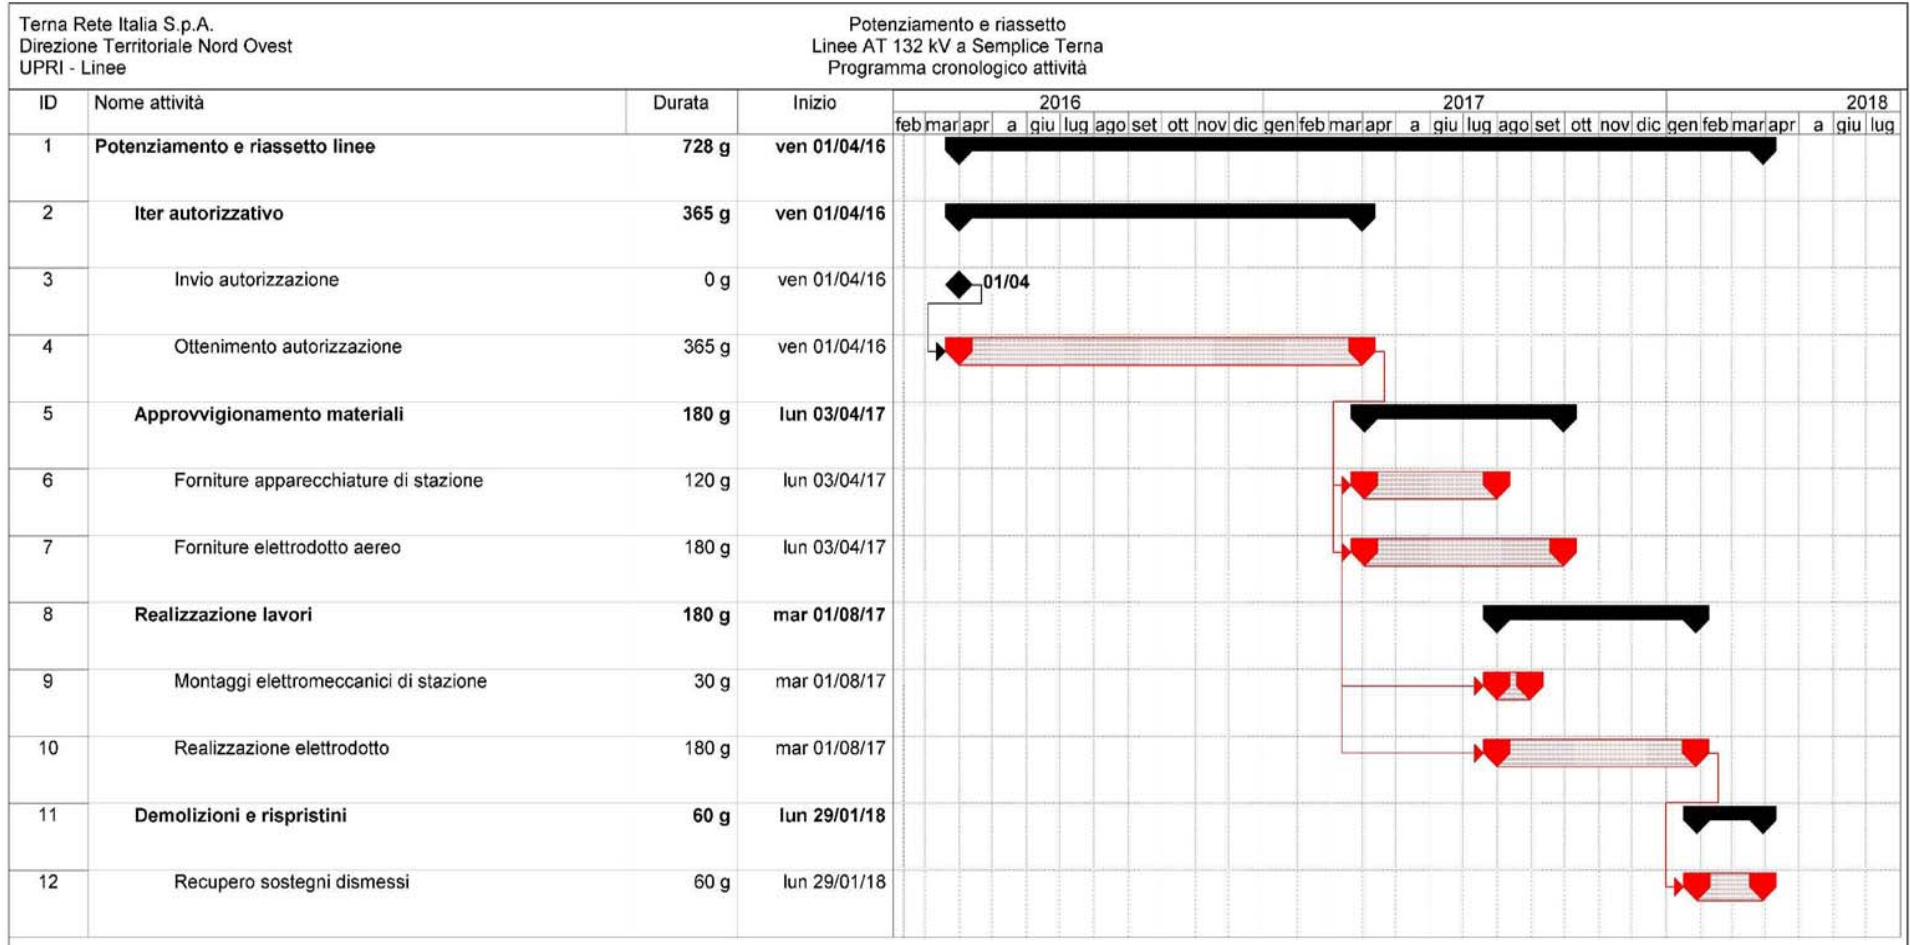 Terna Rete Italia S.p.A.
Direzione Territoriale Nord Ovest
UPRI - Linee
Potenziamento e riassetto
Linee AT 132 kV a Semplice Terna
Programma cronologico attività
ID Nome attività Durata Inizio 2016 2017 2018
feb mar apr a giu lug ago set ott nov dic gen feb mar apr a giu lug ago set ott nov dic gen feb mar apr a giu lug
1 Potenziamento e riassetto linee 728 g ven 01/04/16
2 Iter autorizzativo 365 g ven 01/04/16
3 Invio autorizzazione 0 g ven 01/04/16 01/04
4 Ottenimento autorizzazione 365 g ven 01/04/16
5 Approvvigionamento materiali 180 g lun 03/04/17
6 Forniture apparecchiature di stazione 120 g lun 03/04/17
7 Forniture elettrodotto aereo 180 g lun 03/04/17
8 Realizzazione lavori 180 g mar 01/08/17
9 Montaggi elettromeccanici di stazione 30 g mar 01/08/17
10 Realizzazione elettrodotto 180 g mar 01/08/17
11 Demolizioni e rispristini 60 g lun 29/01/18
12 Recupero sostegni dismessi 60 g lun 29/01/18